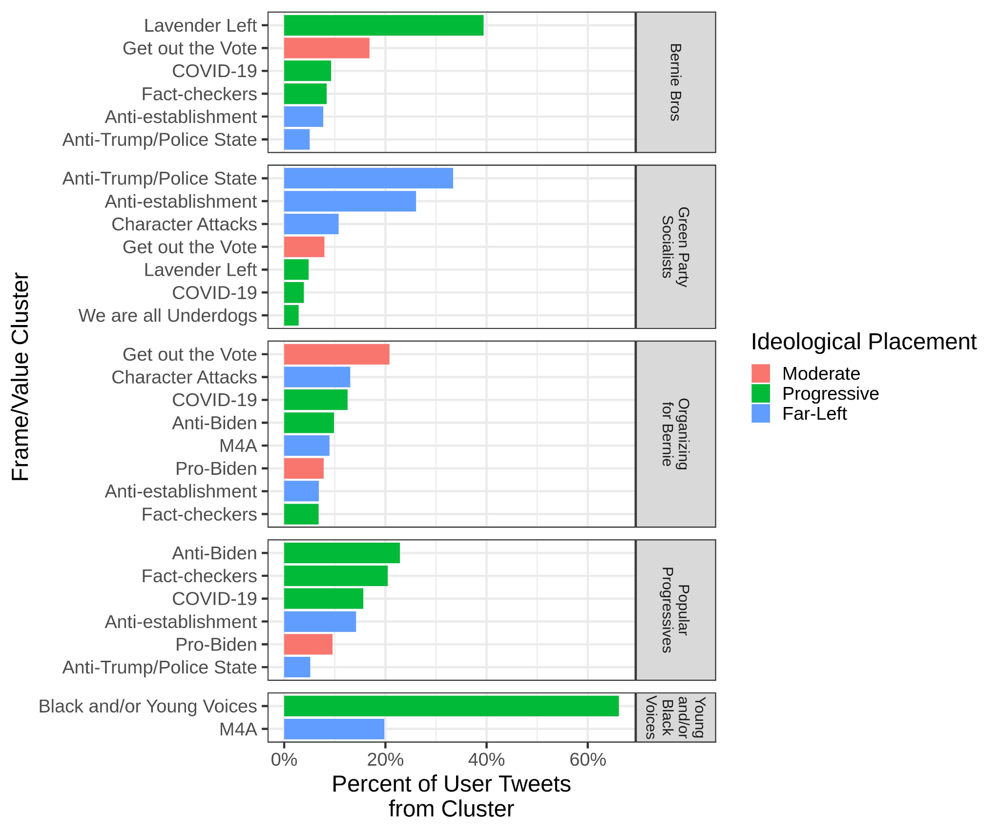 Frame/Value Cluster
Lavender Left
Get out the Vote
COVID-19
Fact-checkers
Anti-establishment
Anti-Trump/Police State
Bernie Bros
Anti-Trump/Police State
Anti-establishment
Character Attacks
Get out the Vote
Lavender Left
COVID-19
We are all Underdogs
Green Party
Socialists
Get out the Vote
Character Attacks
COVID-19
Anti-Biden
M4A
Pro-Biden
Anti-establishment
Fact-checkers
Organizing
for Bernie
Anti-Biden
Fact-checkers
COVID-19
Anti-establishment
Pro-Biden
Anti-Trump/Police State
Popular
Progressives
Black and/or Young Voices
M4A
Young
and/or
Black
Voices
0% 20% 40% 60%
Percent of User Tweets
from Cluster
Ideological Placement
Moderate
Progressive
Far-Left